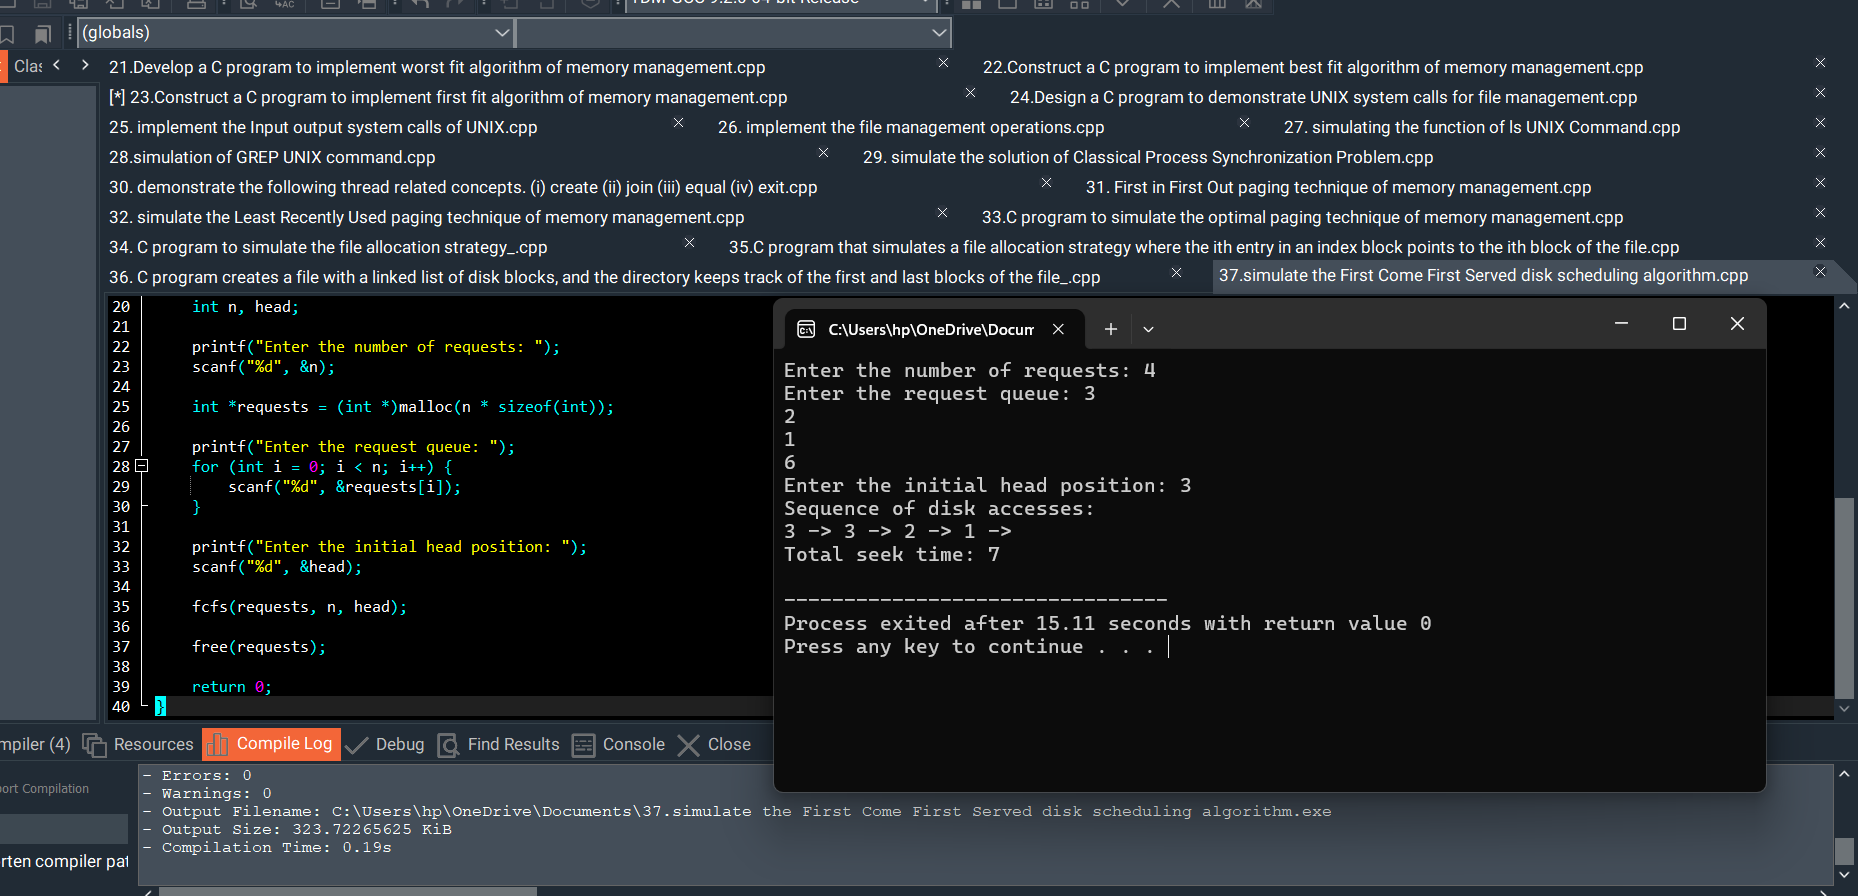 (globals)
21.Develop a C program to implement worst fit algorithm of memory management.cpp
22.Construct a C program to implement best fit algorithm of memory management.cpp
[*] 23.Construct a C program to implement first fit algorithm of memory management.cpp
24.Design a C program to demonstrate UNIX system calls for file management.cpp
25. implement the Input output system calls of UNIX.cpp
26. implement the file management operations.cpp
27. simulating the function of ls UNIX Command.cpp
28.simulation of GREP UNIX command.cpp
29. simulate the solution of Classical Process Synchronization Problem.cpp
30. demonstrate the following thread related concepts. (i) create (ii) join (iii) equal (iv) exit.cpp
31. First in First Out paging technique of memory management.cpp
32. simulate the Least Recently Used paging technique of memory management.cpp
33.C program to simulate the optimal paging technique of memory management.cpp
34. C program to simulate the file allocation strategy_.cpp
35.C program that simulates a file allocation strategy where the ith entry in an index block points to the ith block of the file.cpp
36. C program creates a file with a linked list of disk blocks, and the directory keeps track of the first and last blocks of the file_.cpp
37.simulate the First Come First Served disk scheduling algorithm.cpp
20 int n, head;
21
22 printf("Enter the number of requests: ");
23 scanf("%d", &n);
24
25 int *requests = (int *)malloc(n * sizeof(int));
26
27 printf("Enter the request queue: ");
28 for (int i = 0; i < n; i++) {
29 scanf("%d", &requests[i]);
30 }
31
32 printf("Enter the initial head position: ");
33 scanf("%d", &head);
34
35 fcfs(requests, n, head);
36
37 free(requests);
38
39 return 0;
40 }
C:\Users\hp\OneDrive\Docum
Enter the number of requests: 4
Enter the request queue: 3
2
1
6
Enter the initial head position: 3
Sequence of disk accesses:
3 -> 3 -> 2 -> 1 ->
Total seek time: 7
--------------------------------
Process exited after 15.11 seconds with return value 0
Press any key to continue . . .
mpiler (4) Resources Compile Log Debug Find Results Console Close
ort Compilation
rten compiler pat
- Errors: 0
- Warnings: 0
- Output Filename: C:\Users\hp\OneDrive\Documents\37.simulate the First Come First Served disk scheduling algorithm.exe
- Output Size: 323.72265625 KiB
- Compilation Time: 0.19s